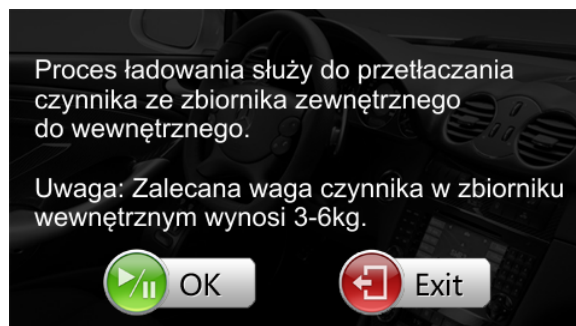 Proces ładowania służy do przetłaczania
czynnika ze zbiornika zewnętrznego
do wewnętrznego.
Uwaga: Zalecana waga czynnika w zbiorniku
wewnętrznym wynosi 3-6kg.
OK
Exit